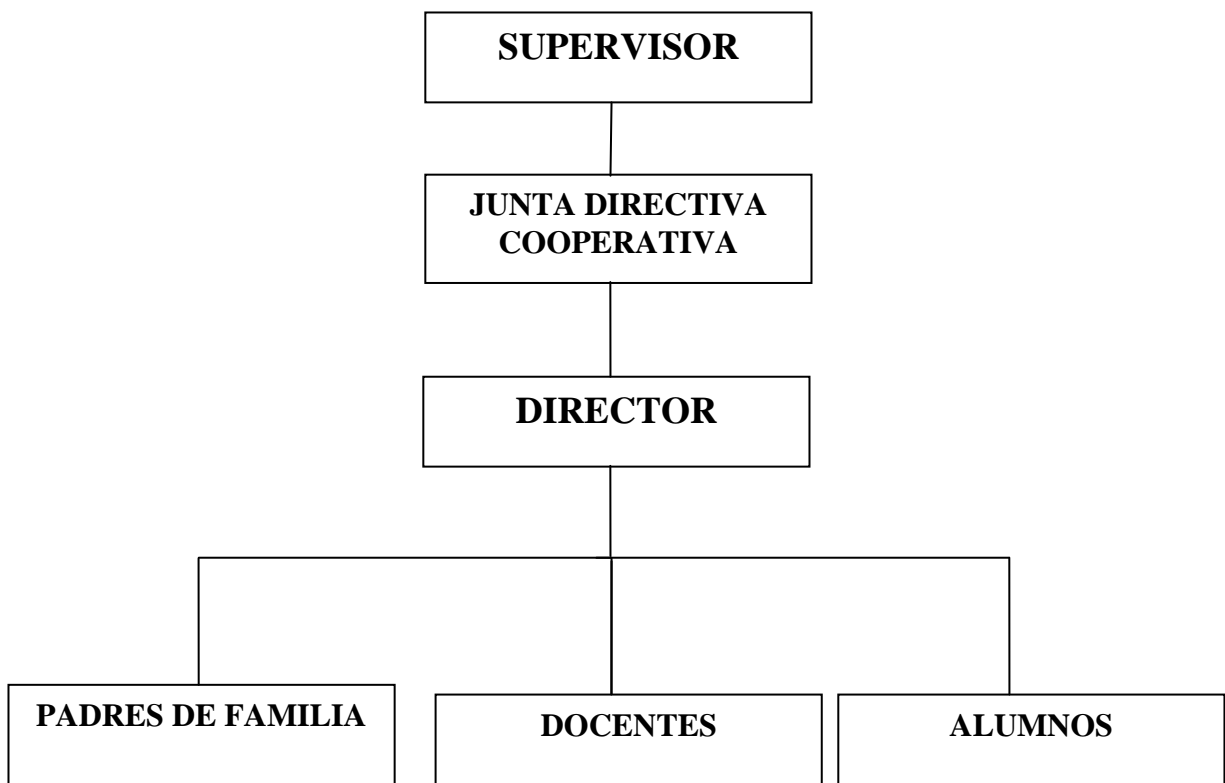 SUPERVISOR
JUNTA DIRECTIVA
COOPERATIVA
DIRECTOR
PADRES DE FAMILIA
DOCENTES
ALUMNOS